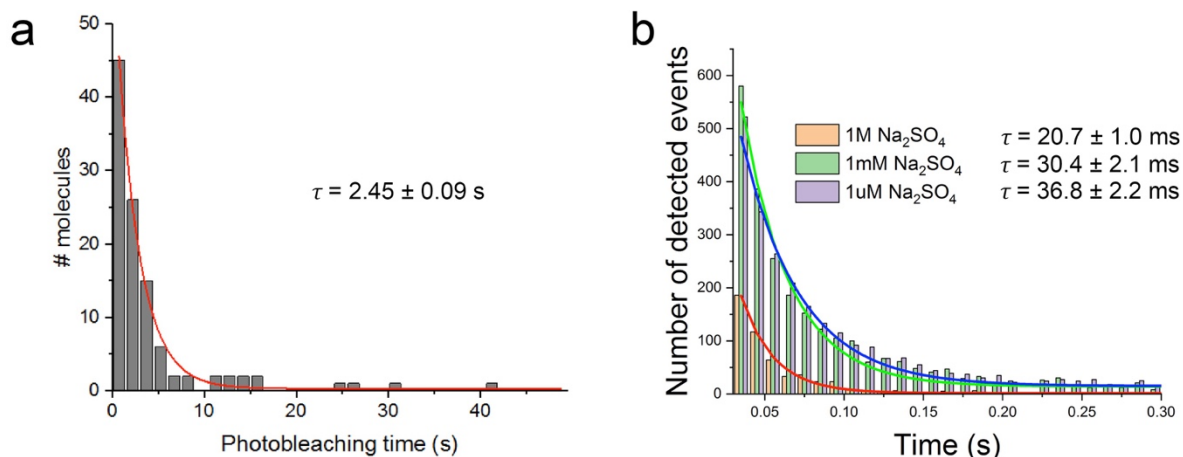 a
50
40
30
20
10
0
# molecules
τ = 2.45 ± 0.09 s
0 10 20 30 40
Photobleaching time (s)
b
600
500
400
300
200
100
0
Number of detected events
1M Na₂SO₄ τ = 20.7 ± 1.0 ms
1mM Na₂SO₄ τ = 30.4 ± 2.1 ms
1uM Na₂SO₄ τ = 36.8 ± 2.2 ms
0.05 0.10 0.15 0.20 0.25 0.30
Time (s)